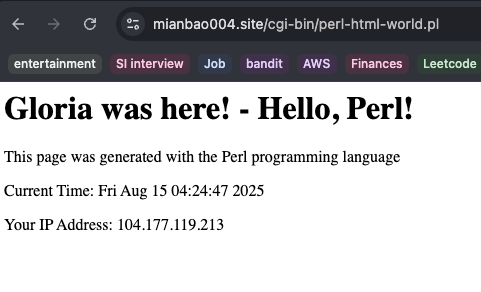 mianbao004.site/cgi-bin/perl-html-world.pl
entertainment SI interview Job bandit AWS Finances Leetcode
Gloria was here! - Hello, Perl!
This page was generated with the Perl programming language
Current Time: Fri Aug 15 04:24:47 2025
Your IP Address: 104.177.119.213